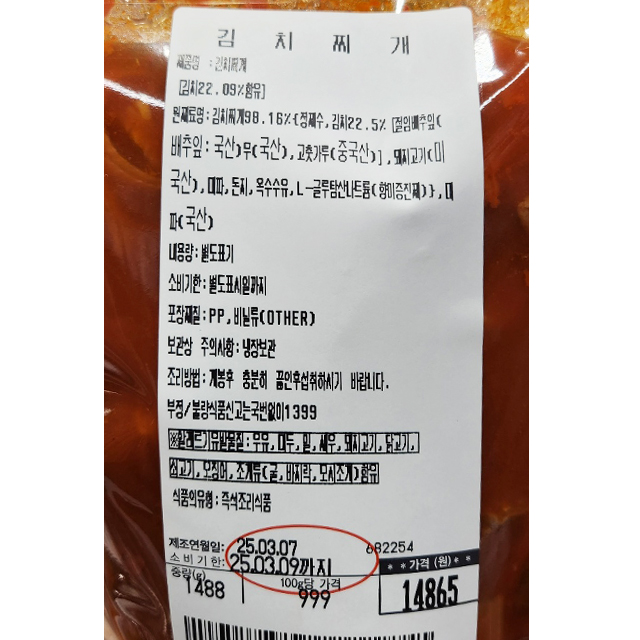 김 치 찌 개
제품명 :김치찌개
[김치22.09%함유]
원재료명:김치찌개98.16%{정제수,김치22.5% [절임배추잎(
배추잎:국산)무(국산),고춧가루(중국산)],돼지고기(미
국산),대파,돈지,옥수수유,L-글루탐산나트륨(향미증진제)},대
파(국산)
내용량:별도표기
소비기한:별도표시일까지
포장재질:PP,비닐류(OTHER)
보관상 주의사항:냉장보관
조리방법:개봉후 충분히 끓인후섭취하시기 바랍니다.
부정/불량식품신고는국번없이1399
※알레르기유발물질:우유,대두,밀,새우,돼지고기,닭고기,
쇠고기,오징어,조개류(굴,바지락,모시조개)함유
식품의유형:즉석조리식품
제조연월일: 25.03.07 682254
소비기한: 25.03.09까지
중량(g) 100g당 가격 * * 가격 (원) * *
1488 999 14865